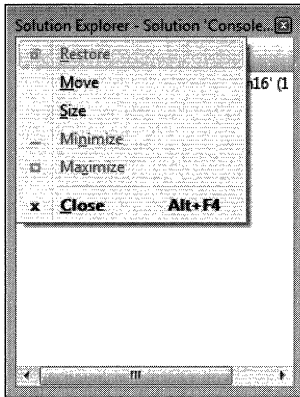 Solution Explorer - Solution 'Console...
Restore
Move
n16' (1
Size
Minimize
Maximize
x Close Alt+F4